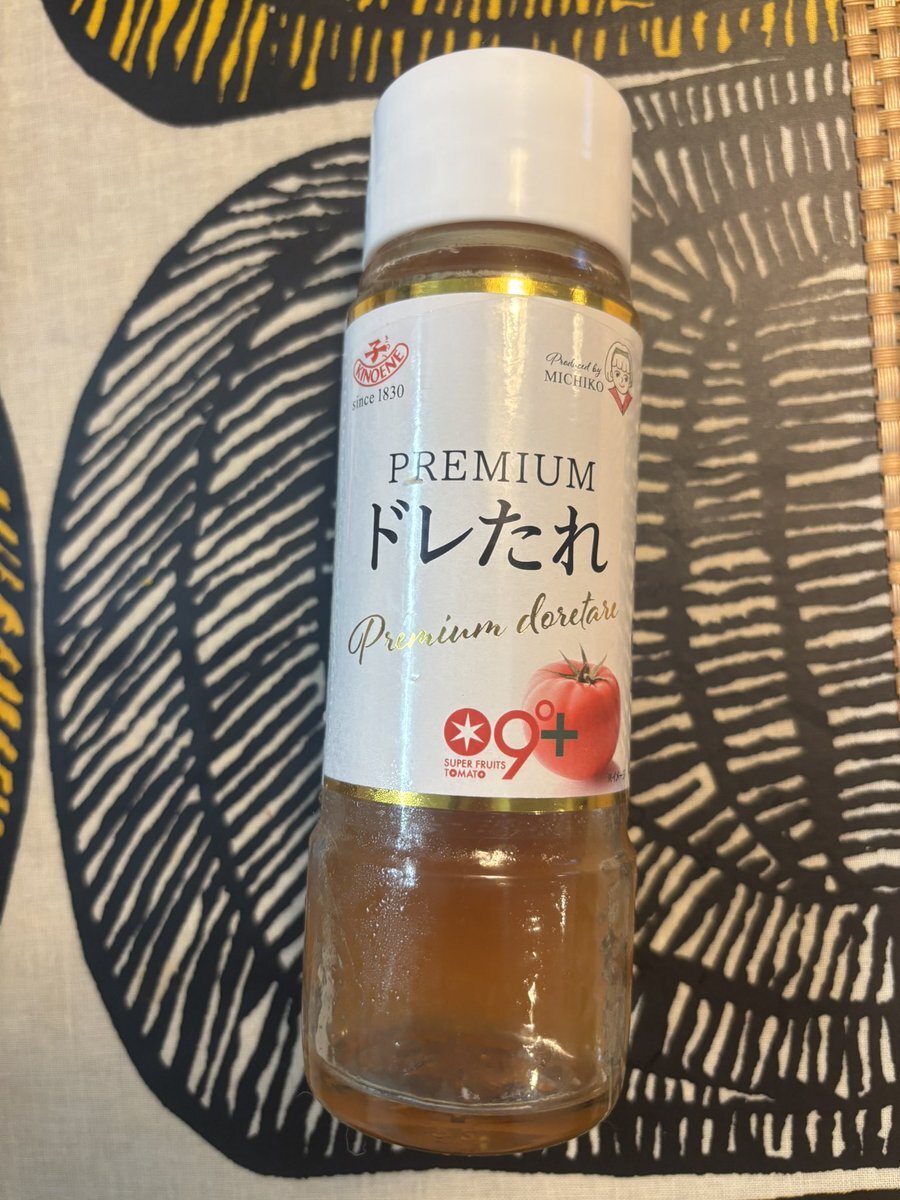 子
KINOENE
since 1830
Produced by
MICHIKO
PREMIUM
ドレたれ
Premium doretare
9°+
SUPER FRUITS
TOMATO